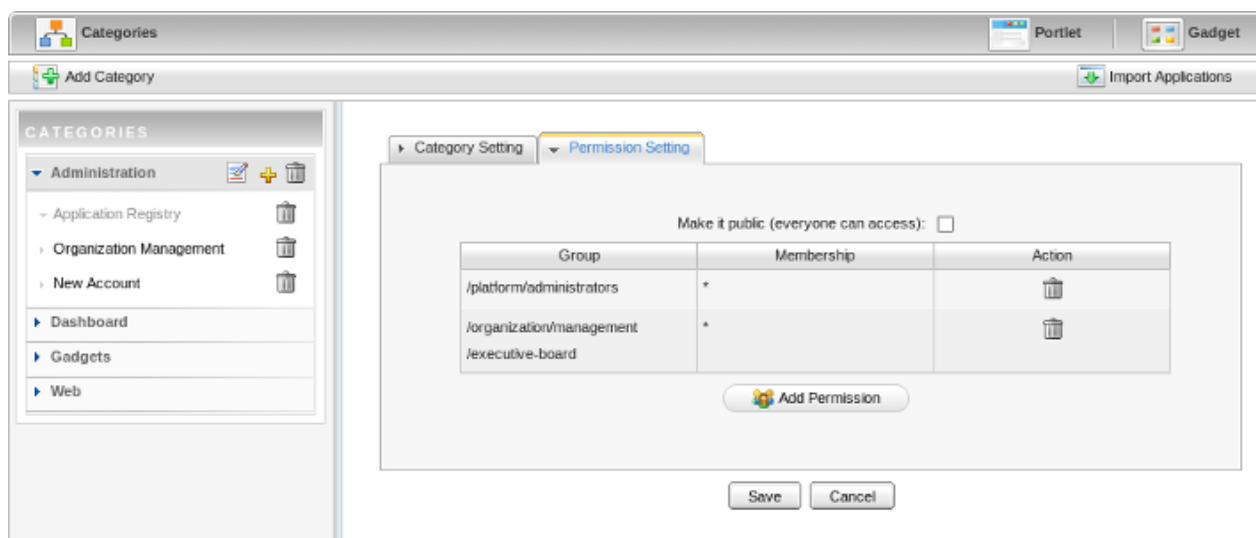 Categories Portlet Gadget
Add Category Import Applications
CATEGORIES
Administration
Application Registry
Organization Management
New Account
Dashboard
Gadgets
Web
Category Setting Permission Setting
Make it public (everyone can access):
Group Membership Action
/platform/administrators *
/organization/management *
/executive-board
Add Permission
Save Cancel